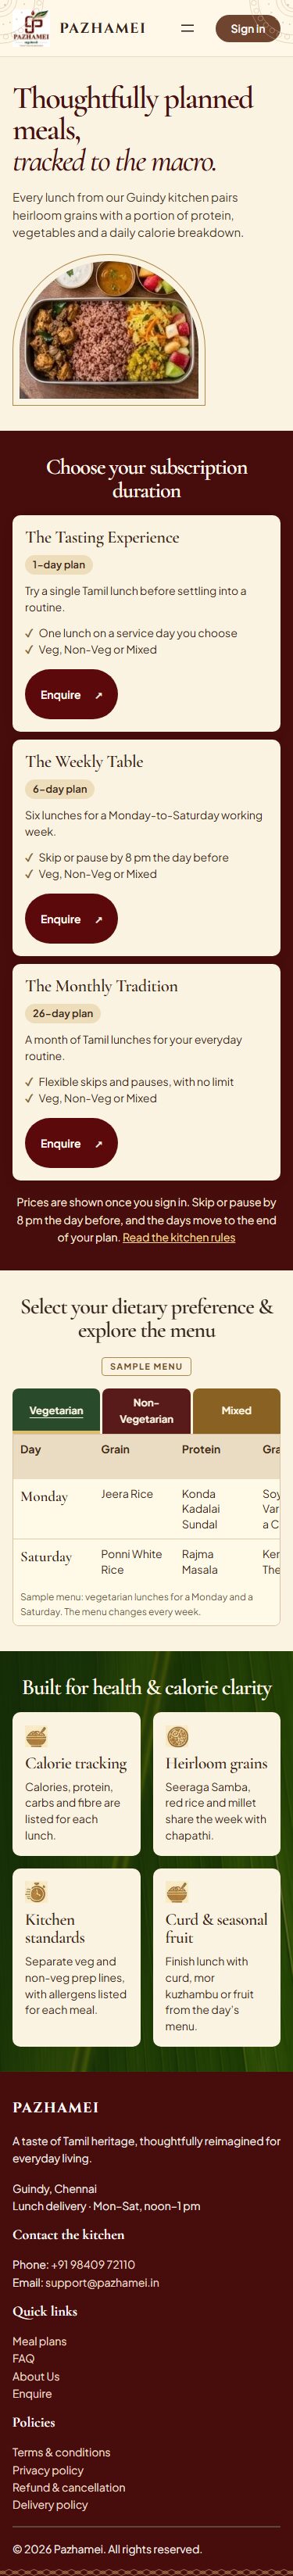 PAZHAMEI
PAZHAMEI
Sign in
Thoughtfully planned
meals,
tracked to the macro.
Every lunch from our Guindy kitchen pairs
heirloom grains with a portion of protein,
vegetables and a daily calorie breakdown.
Choose your subscription
duration
The Tasting Experience
1-day plan
Try a single Tamil lunch before settling into a
routine.
✓ One lunch on a service day you choose
✓ Veg, Non-Veg or Mixed
Enquire ↗
The Weekly Table
6-day plan
Six lunches for a Monday-to-Saturday working
week.
✓ Skip or pause by 8 pm the day before
✓ Veg, Non-Veg or Mixed
Enquire ↗
The Monthly Tradition
26-day plan
A month of Tamil lunches for your everyday
routine.
✓ Flexible skips and pauses, with no limit
✓ Veg, Non-Veg or Mixed
Enquire ↗
Prices are shown once you sign in. Skip or pause by
8 pm the day before, and the days move to the end
of your plan. Read the kitchen rules
Select your dietary preference &
explore the menu
SAMPLE MENU
Vegetarian
Non-
Vegetarian
Mixed
Day Grain Protein Gra
Monday Jeera Rice Konda
Kadalai
Sundal
Soy
Var
a C
Saturday Ponni White
Rice
Rajma
Masala
Ker
The
Sample menu: vegetarian lunches for a Monday and a
Saturday. The menu changes every week.
Built for health & calorie clarity
Calorie tracking
Calories, protein,
carbs and fibre are
listed for each
lunch.
Heirloom grains
Seeraga Samba,
red rice and millet
share the week with
chapathi.
Kitchen
standards
Separate veg and
non-veg prep lines,
with allergens listed
for each meal.
Curd & seasonal
fruit
Finish lunch with
curd, mor
kuzhambu or fruit
from the day's
menu.
PAZHAMEI
A taste of Tamil heritage, thoughtfully reimagined for
everyday living.
Guindy, Chennai
Lunch delivery · Mon–Sat, noon–1 pm
Contact the kitchen
Phone: +91 98409 72110
Email: support@pazhamei.in
Quick links
Meal plans
FAQ
About Us
Enquire
Policies
Terms & conditions
Privacy policy
Refund & cancellation
Delivery policy
© 2026 Pazhamei. All rights reserved.